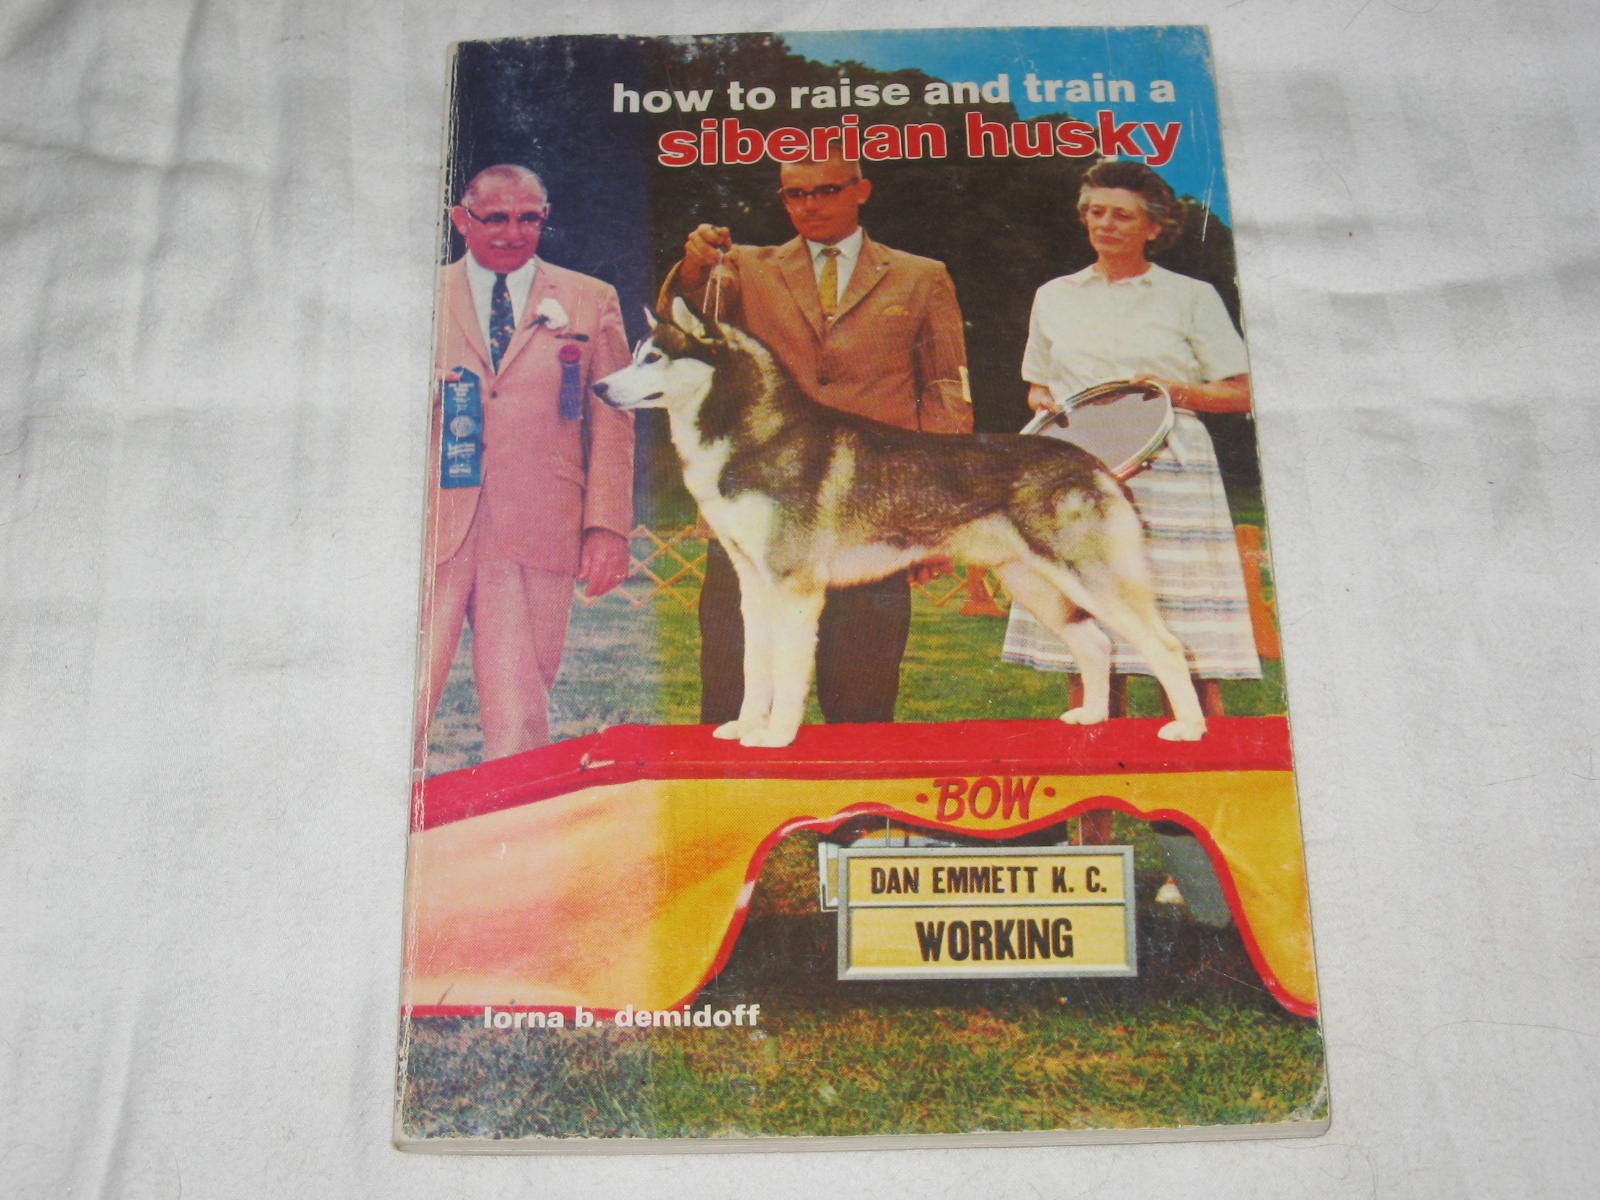 how to raise and train a
siberian husky
· BOW ·
DAN EMMETT K. C.
WORKING
lorna b. demidoff